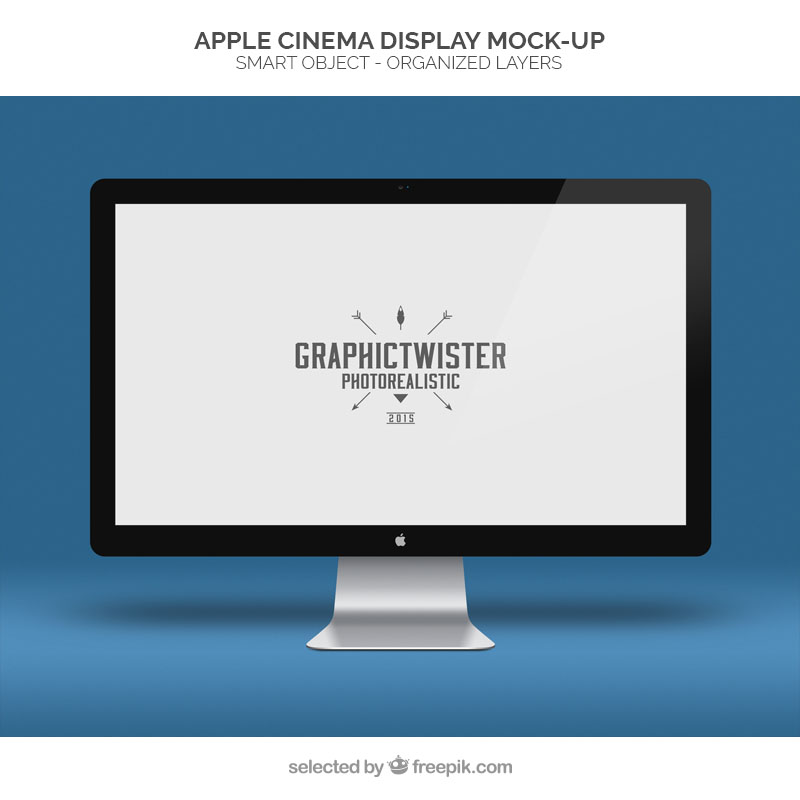 APPLE CINEMA DISPLAY MOCK-UP
SMART OBJECT - ORGANIZED LAYERS
GRAPHICTWISTER
PHOTOREALISTIC
2015
selected by freepik.com